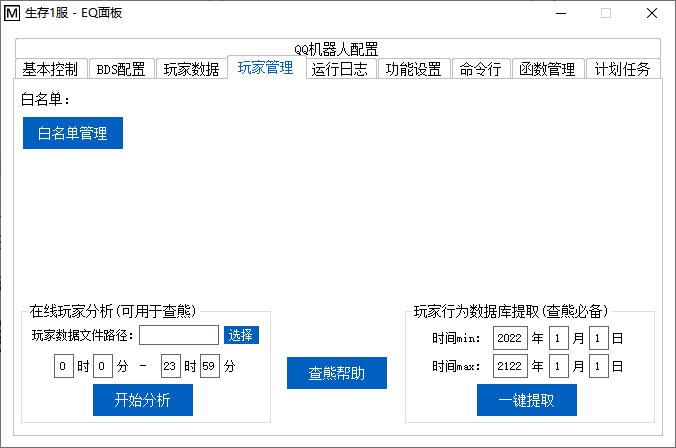 M 生存1服 - EQ面板
QQ机器人配置
基本控制 BDS配置 玩家数据 玩家管理 运行日志 功能设置 命令行 函数管理 计划任务
白名单：
白名单管理
在线玩家分析(可用于查熊)
玩家数据文件路径： 选择
0 时 0 分 - 23 时 59 分
开始分析
查熊帮助
玩家行为数据库提取(查熊必备)
时间min： 2022 年 1 月 1 日
时间max： 2122 年 1 月 1 日
一键提取